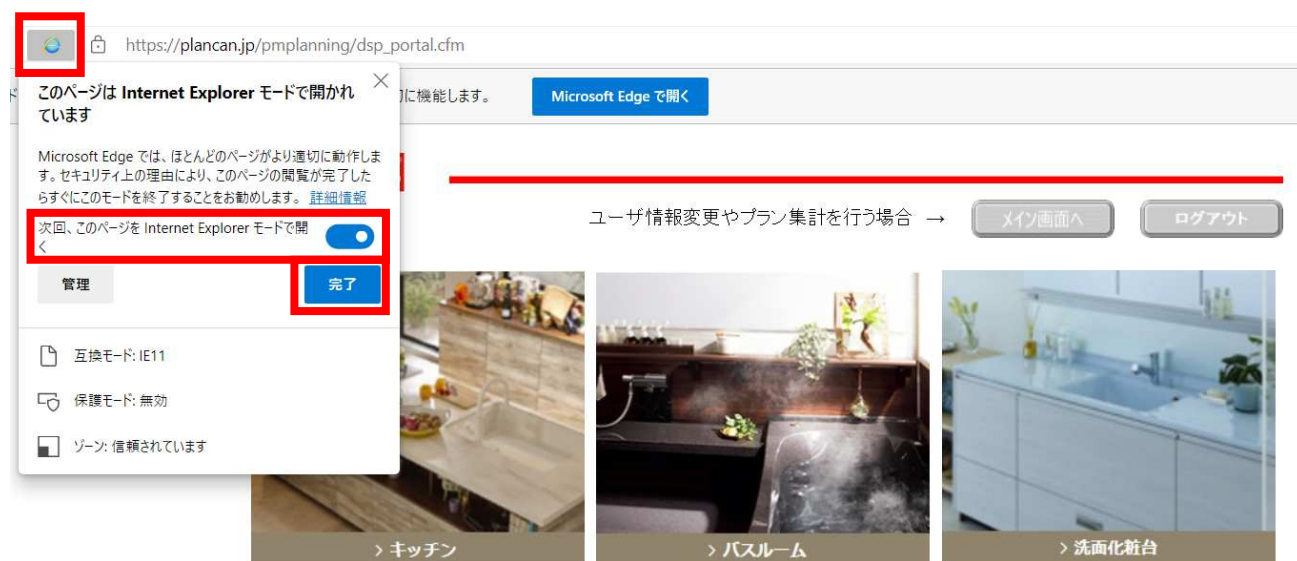 https://plancan.jp/pmplanning/dsp_portal.cfm
このページは Internet Explorer モードで開かれ
ています
に機能します。
Microsoft Edge で開く
Microsoft Edge では、ほとんどのページがより適切に動作しま
す。セキュリティ上の理由により、このページの閲覧が完了した
らすぐにこのモードを終了することをお勧めします。 詳細情報
次回、このページを Internet Explorer モードで開
く
管理
完了
互換モード: IE11
保護モード: 無効
ゾーン: 信頼されています
ユーザ情報変更やプラン集計を行う場合 →
メイン画面へ
ログアウト
> キッチン
> バスルーム
> 洗面化粧台